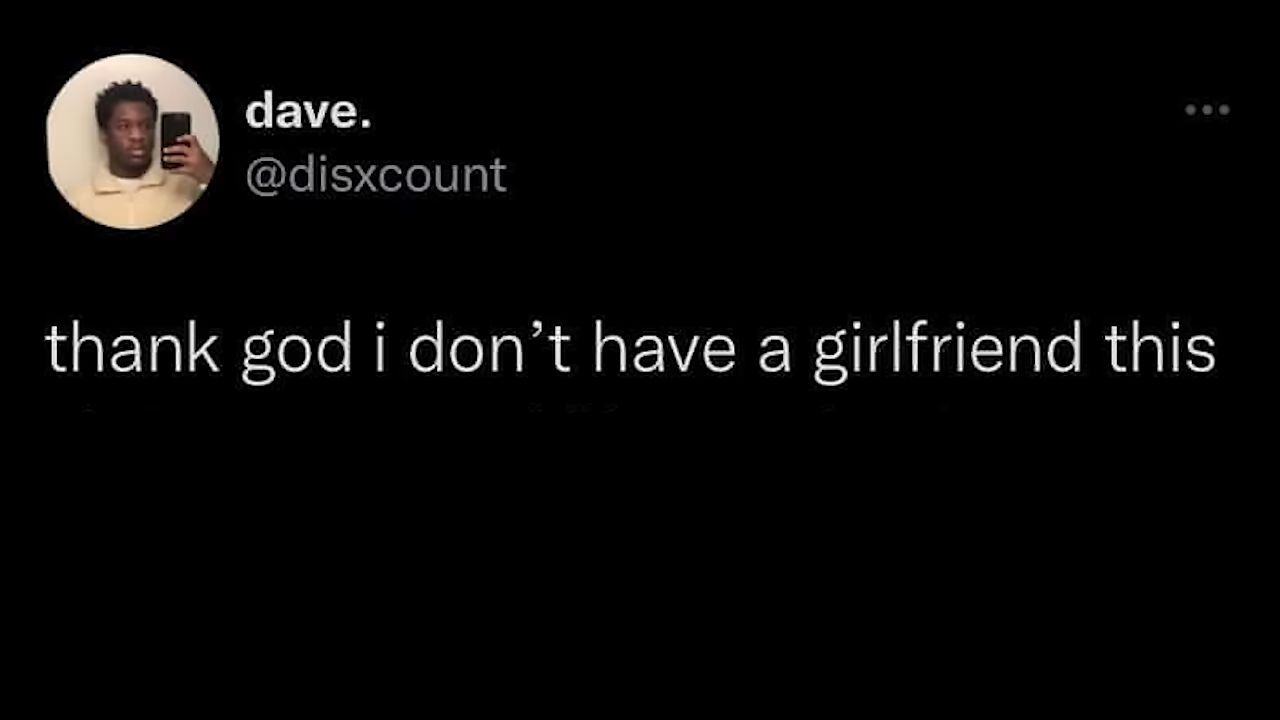 dave.
@disxcount
thank god i don’t have a girlfriend this